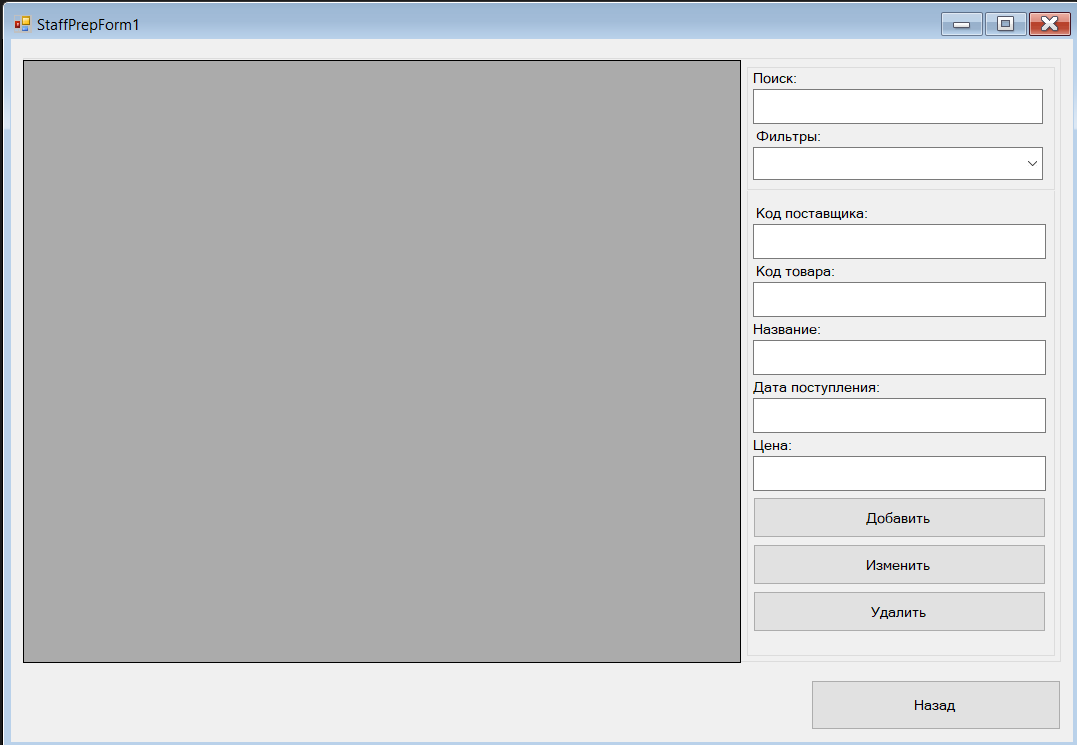 StaffPrepForm1
Поиск:
Фильтры:
Код поставщика:
Код товара:
Название:
Дата поступления:
Цена:
Добавить
Изменить
Удалить
Назад